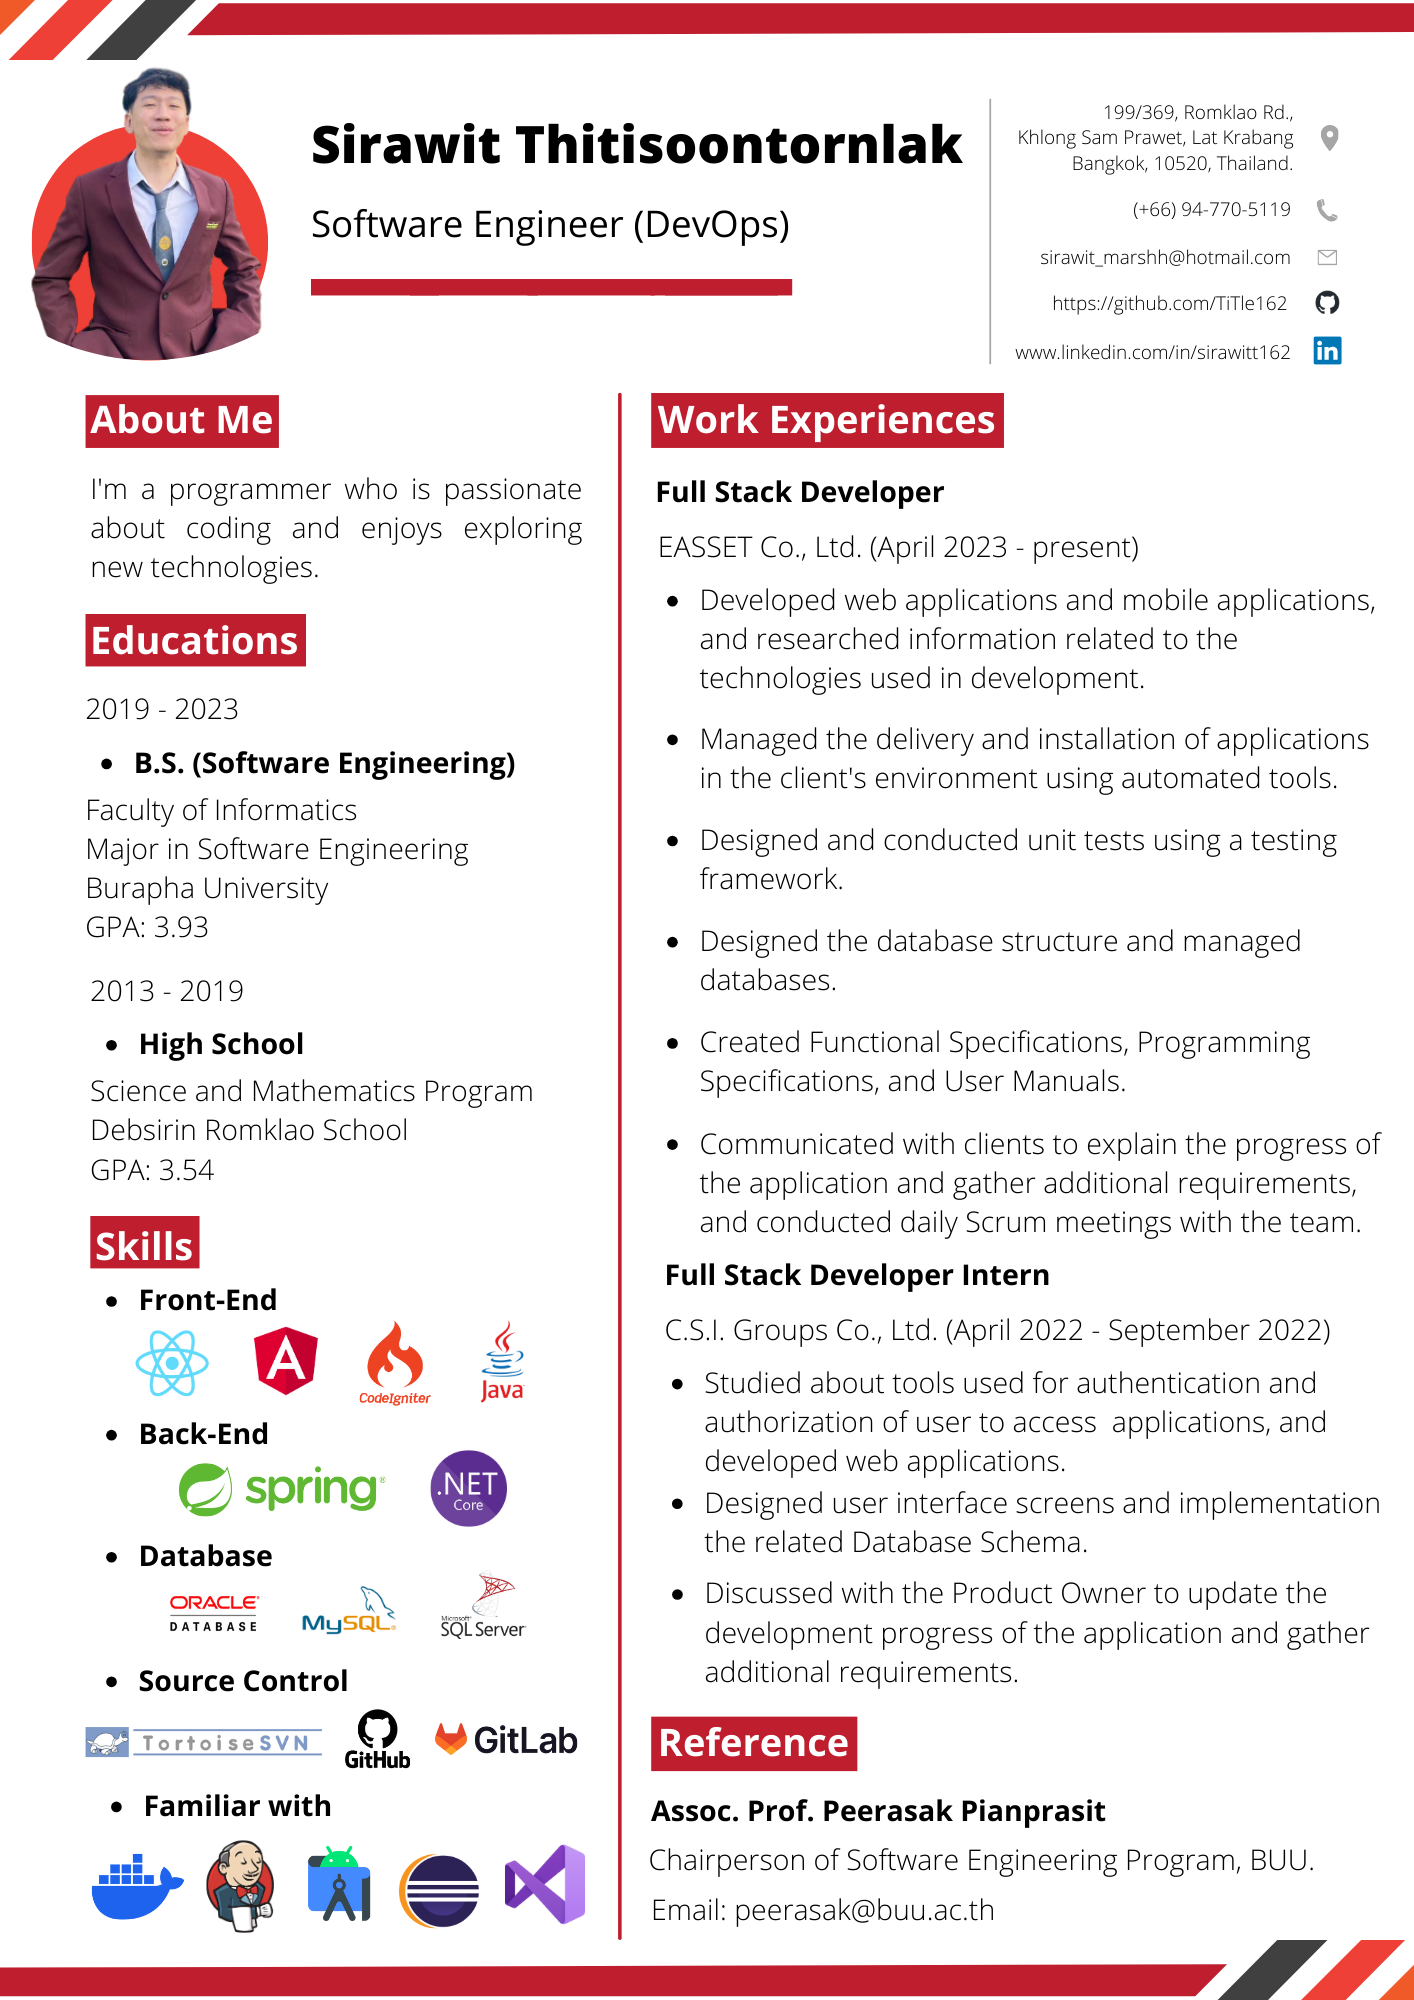 Sirawit Thitisoontornlak
Software Engineer (DevOps)
199/369, Romklao Rd.,
Khlong Sam Prawet, Lat Krabang
Bangkok, 10520, Thailand.
(+66) 94-770-5119
sirawit_marshh@hotmail.com
https://github.com/TiTle162
www.linkedin.com/in/sirawitt162
in
About Me
I'm a programmer who is passionate
about coding and enjoys exploring
new technologies.
Educations
2019 - 2023
• B.S. (Software Engineering)
Faculty of Informatics
Major in Software Engineering
Burapha University
GPA: 3.93
2013 - 2019
• High School
Science and Mathematics Program
Debsirin Romklao School
GPA: 3.54
Skills
• Front-End
A
CodeIgniter
Java
• Back-End
spring®
.NET
Core
• Database
ORACLE®
DATABASE
MySQL®
Microsoft®
SQL Server®
• Source Control
TortoiseSVN
GitHub
GitLab
• Familiar with
Work Experiences
Full Stack Developer
EASSET Co., Ltd. (April 2023 - present)
• Developed web applications and mobile applications,
and researched information related to the
technologies used in development.
• Managed the delivery and installation of applications
in the client's environment using automated tools.
• Designed and conducted unit tests using a testing
framework.
• Designed the database structure and managed
databases.
• Created Functional Specifications, Programming
Specifications, and User Manuals.
• Communicated with clients to explain the progress of
the application and gather additional requirements,
and conducted daily Scrum meetings with the team.
Full Stack Developer Intern
C.S.I. Groups Co., Ltd. (April 2022 - September 2022)
• Studied about tools used for authentication and
authorization of user to access  applications, and
developed web applications.
• Designed user interface screens and implementation
the related Database Schema.
• Discussed with the Product Owner to update the
development progress of the application and gather
additional requirements.
Reference
Assoc. Prof. Peerasak Pianprasit
Chairperson of Software Engineering Program, BUU.
Email: peerasak@buu.ac.th